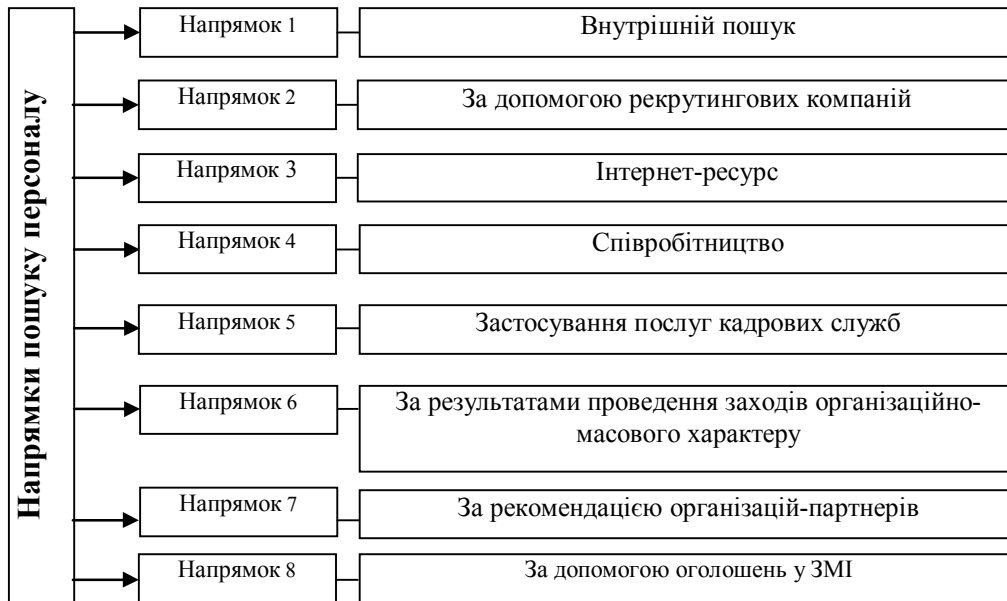 Напрямки пошуку персоналу
Напрямок 1
Внутрішній пошук
Напрямок 2
За допомогою рекрутингових компаній
Напрямок 3
Інтернет-ресурс
Напрямок 4
Співробітництво
Напрямок 5
Застосування послуг кадрових служб
Напрямок 6
За результатами проведення заходів організаційно-
масового характеру
Напрямок 7
За рекомендацією організацій-партнерів
Напрямок 8
За допомогою оголошень у ЗМІ